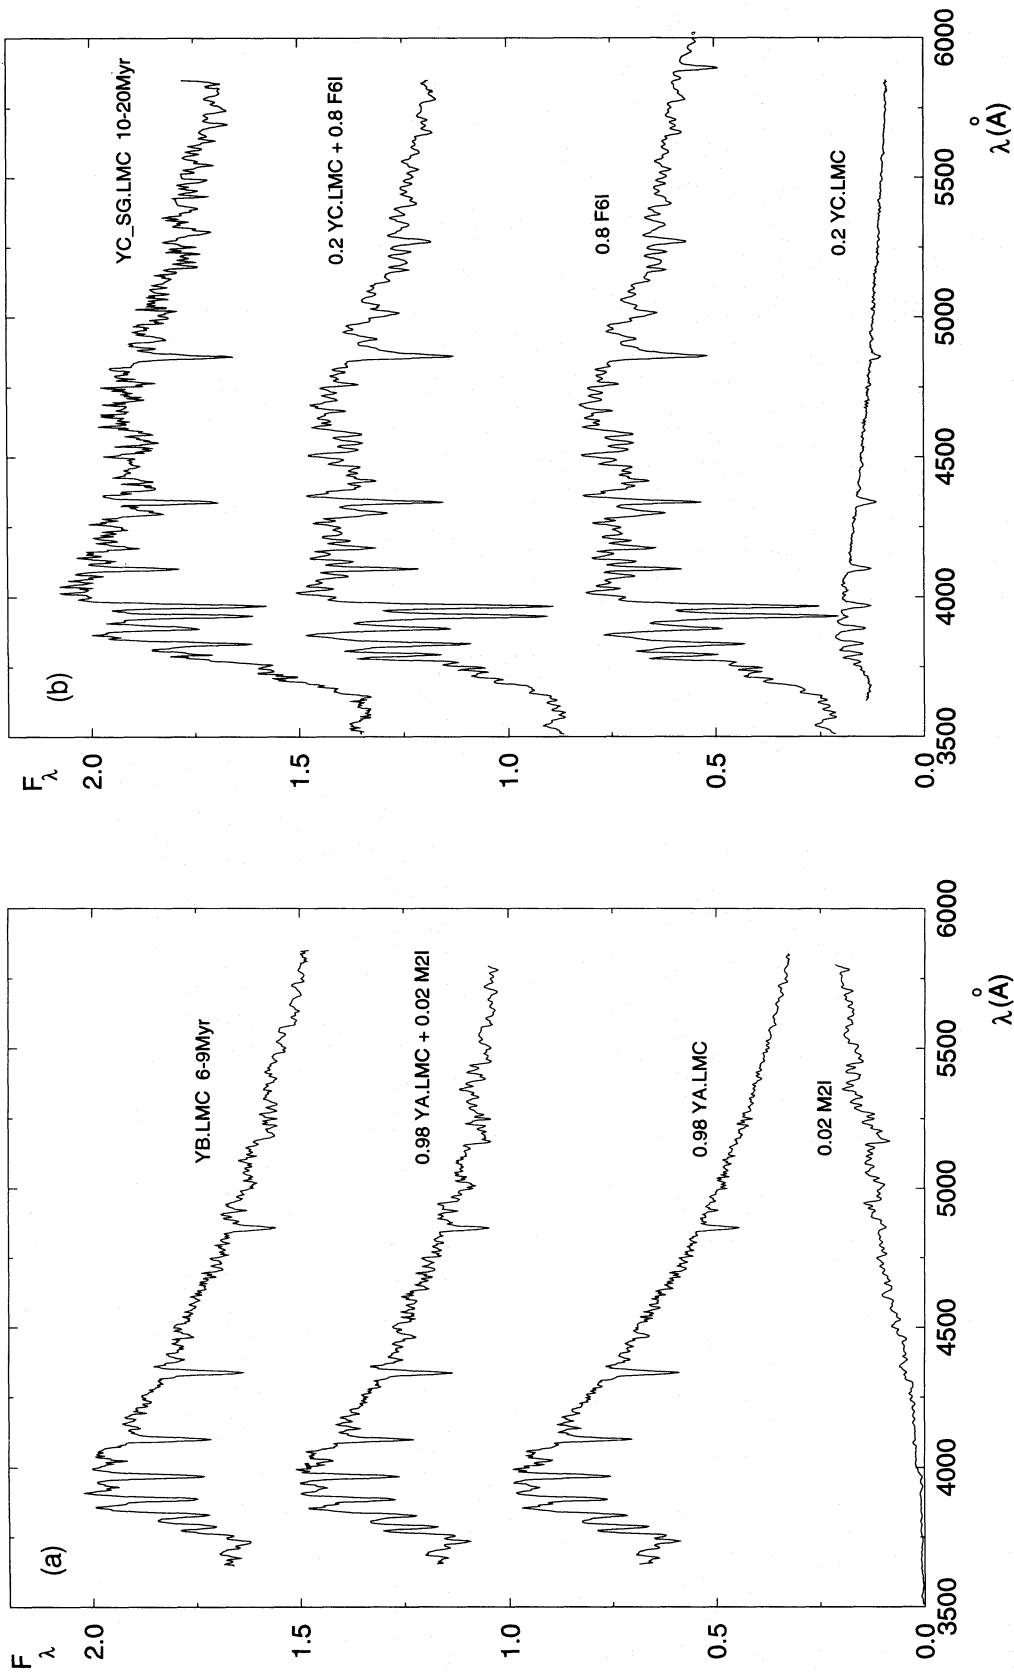 (a)
F
λ
2.0
1.5
1.0
0.5
0.0
YB.LMC 6-9Myr
0.98 YA.LMC + 0.02 M2I
0.98 YA.LMC
0.02 M2I
3500
4000
4500
5000
5500
6000
λ(Å)
(b)
F
λ
2.0
1.5
1.0
0.5
0.0
YC_SG.LMC 10-20Myr
0.2 YC.LMC + 0.8 F6I
0.8 F6I
0.2 YC.LMC
3500
4000
4500
5000
5500
6000
λ(Å)